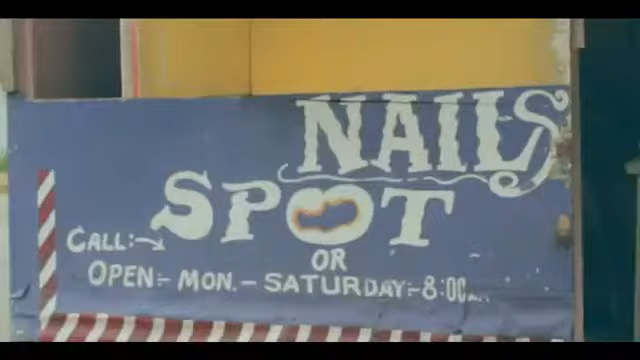 NAILS
SPOT
CALL:→ OR
OPEN:- MON.- SATURDAY:-8:00